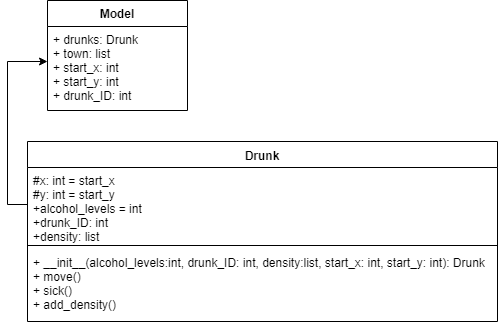 Model
+ drunks: Drunk
+ town: list
+ start_x: int
+ start_y: int
+ drunk_ID: int
Drunk
#x: int = start_x
#y: int = start_y
+alcohol_levels = int
+drunk_ID: int
+density: list
+ __init__(alcohol_levels:int, drunk_ID: int, density:list, start_x: int, start_y: int): Drunk
+ move()
+ sick()
+ add_density()